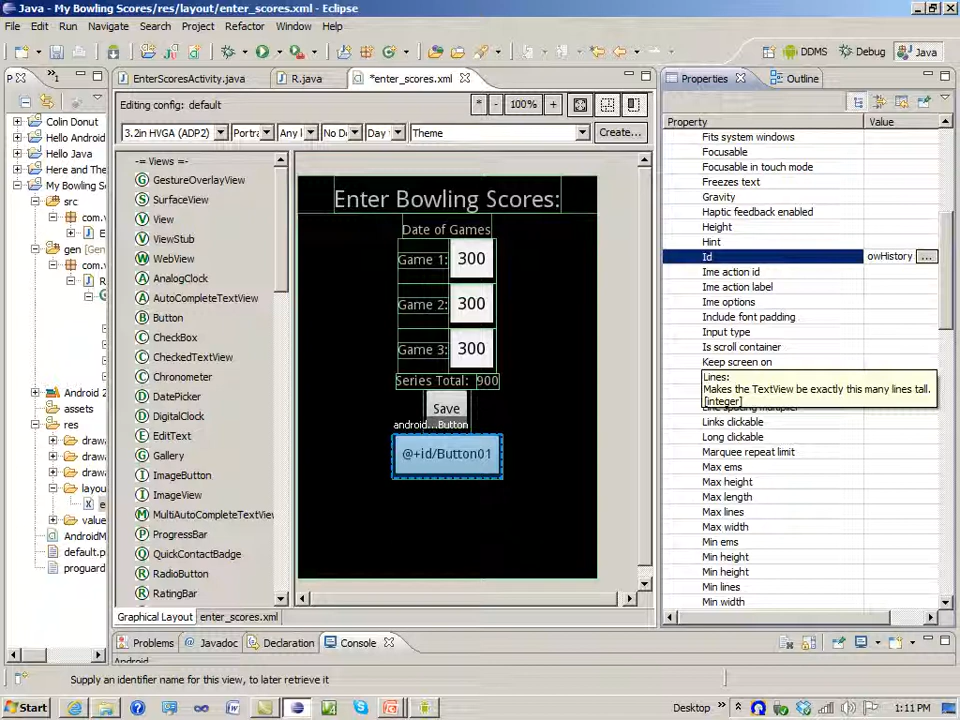 Java - My Bowling Scores/res/layout/enter_scores.xml - Eclipse
File Edit Run Navigate Search Project Refactor Window Help
DDMS Debug Java
P 1 EnterScoresActivity.java R.java *enter_scores.xml Properties Outline
Editing config: default
* - 100% +
3.2in HVGA (ADP2) Portra Any l No D Day Theme Create...
Colin Donut
Hello Android
Hello Java
Here and The
My Bowling S
src
com.v
E
gen [Gen
com.v
R
Android 2
assets
res
draw
draw
draw
layou
e
value
AndroidM
default.p
proguard
-= Views =-
GestureOverlayView
SurfaceView
View
ViewStub
WebView
AnalogClock
AutoCompleteTextView
Button
CheckBox
CheckedTextView
Chronometer
DatePicker
DigitalClock
EditText
Gallery
ImageButton
ImageView
MultiAutoCompleteTextView
ProgressBar
QuickContactBadge
RadioButton
RatingBar
Enter Bowling Scores:
Date of Games
Game 1: 300
Game 2: 300
Game 3: 300
Series Total: 900
Save
android...Button
@+id/Button01
Property Value
Fits system windows
Focusable
Focusable in touch mode
Freezes text
Gravity
Haptic feedback enabled
Height
Hint
Id owHistory ...
Ime action id
Ime action label
Ime options
Include font padding
Input type
Is scroll container
Keep screen on
Lines:
Makes the TextView be exactly this many lines tall.
[integer]
Line spacing multiplier
Links clickable
Long clickable
Marquee repeat limit
Max ems
Max height
Max length
Max lines
Max width
Min ems
Min height
Min height
Min lines
Min width
Graphical Layout enter_scores.xml
Problems Javadoc Declaration Console
Android
Supply an identifier name for this view, to later retrieve it
Start Desktop 1:11 PM